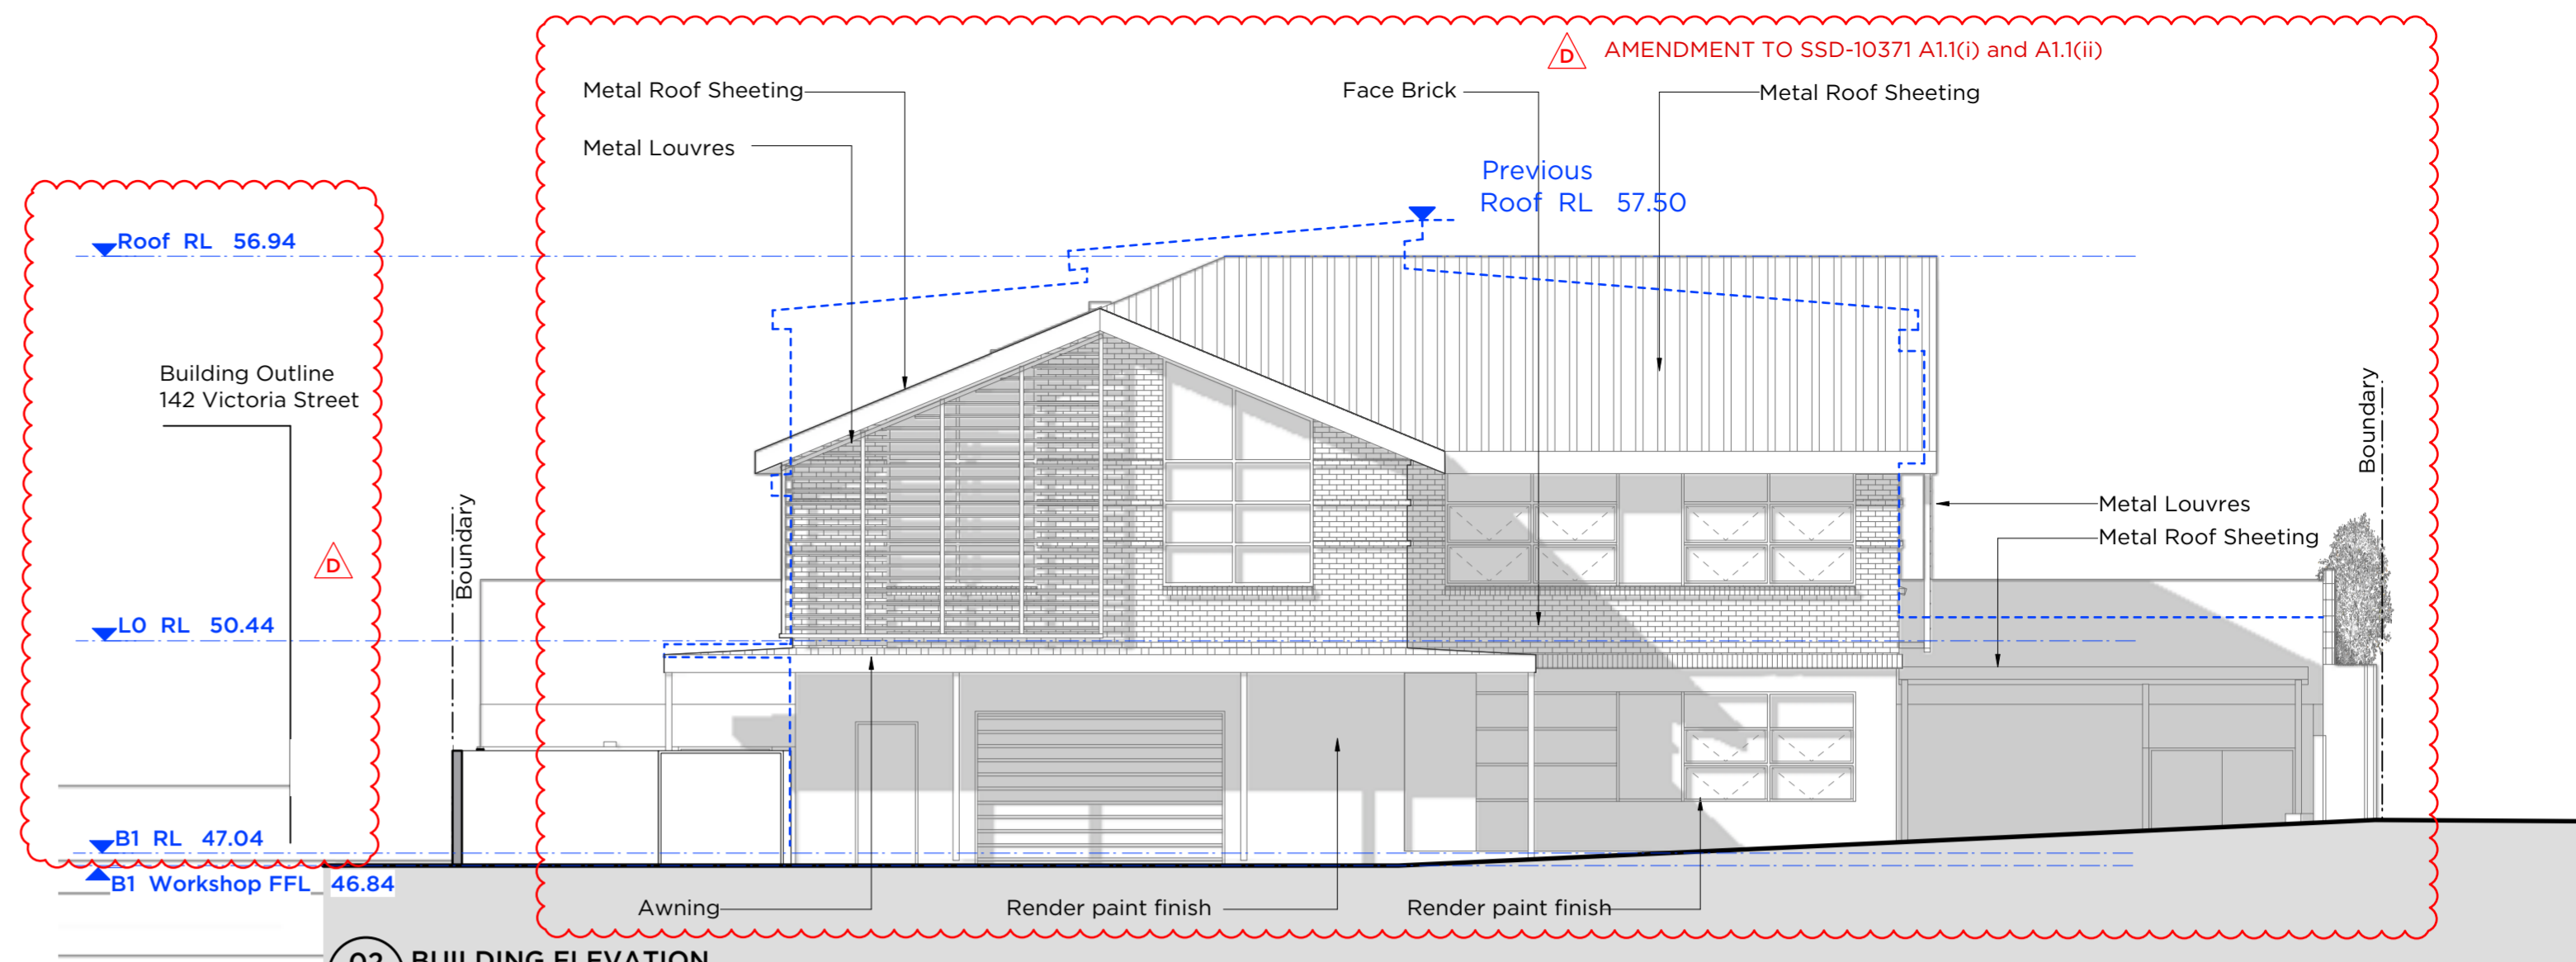 D AMENDMENT TO SSD-10371 A1.1(i) and A1.1(ii)
Metal Roof Sheeting
Face Brick
Metal Roof Sheeting
Metal Louvres
Previous
Roof RL 57.50
Roof RL 56.94
Building Outline
142 Victoria Street
Boundary
Boundary
Metal Louvres
Metal Roof Sheeting
D
L0 RL 50.44
B1 RL 47.04
B1 Workshop FFL 46.84
Awning
Render paint finish
Render paint finish
02 BUILDING ELEVATION